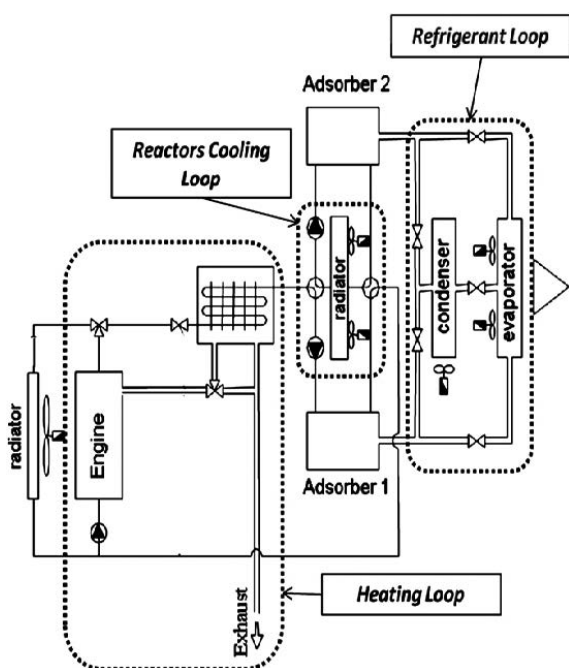 Refrigerant Loop
Adsorber 2
Reactors Cooling
Loop
radiator
condenser
evaporator
radiator
Engine
Adsorber 1
Heating Loop
Exhaust